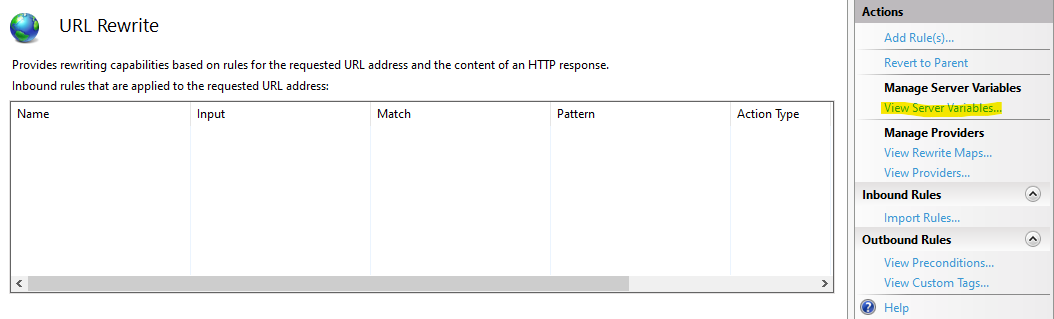 URL Rewrite
Provides rewriting capabilities based on rules for the requested URL address and the content of an HTTP response.
Inbound rules that are applied to the requested URL address:
Name Input Match Pattern Action Type
Actions
Add Rule(s)...
Revert to Parent
Manage Server Variables
View Server Variables...
Manage Providers
View Rewrite Maps...
View Providers...
Inbound Rules
Import Rules...
Outbound Rules
View Preconditions...
View Custom Tags...
Help